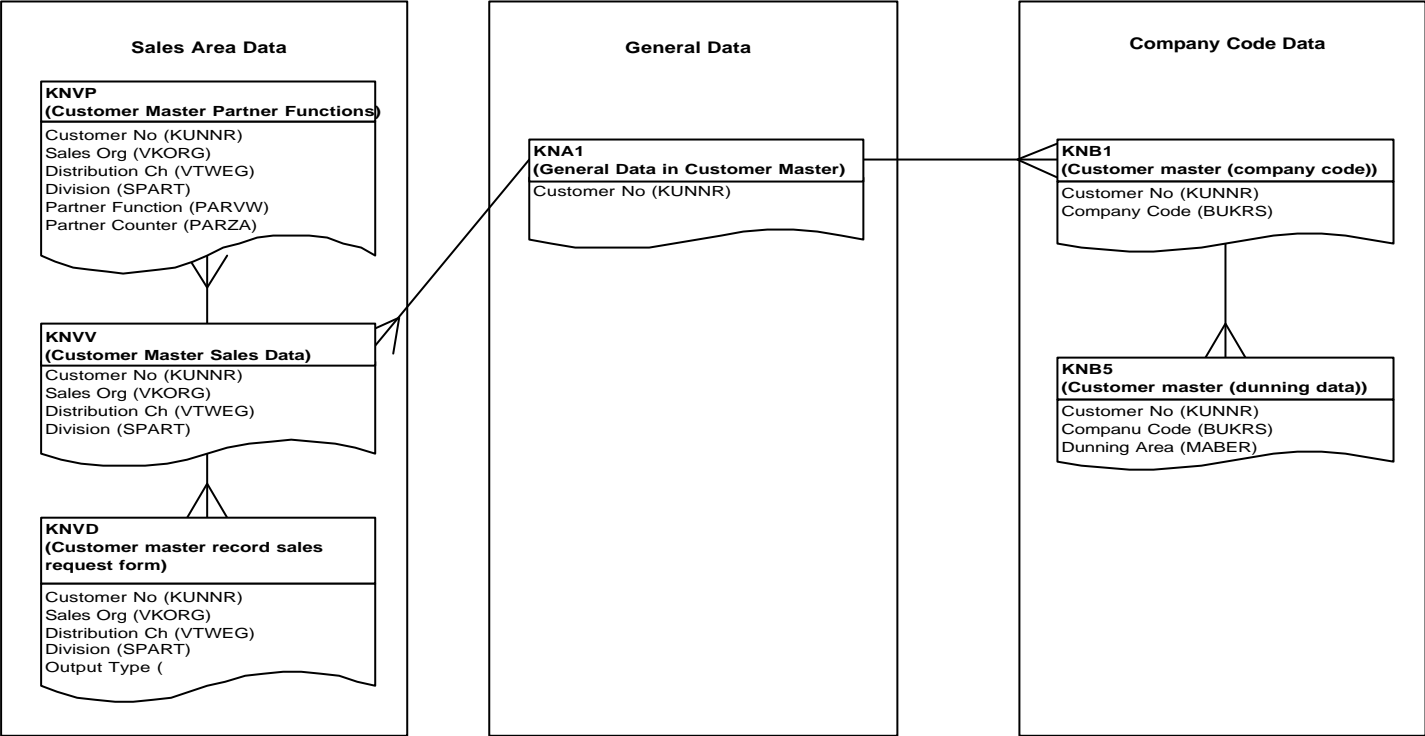 Sales Area Data
KNVP
(Customer Master Partner Functions)
Customer No (KUNNR)
Sales Org (VKORG)
Distribution Ch (VTWEG)
Division (SPART)
Partner Function (PARVW)
Partner Counter (PARZA)
KNVV
(Customer Master Sales Data)
Customer No (KUNNR)
Sales Org (VKORG)
Distribution Ch (VTWEG)
Division (SPART)
KNVD
(Customer master record sales
request form)
Customer No (KUNNR)
Sales Org (VKORG)
Distribution Ch (VTWEG)
Division (SPART)
Output Type (
General Data
KNA1
(General Data in Customer Master)
Customer No (KUNNR)
Company Code Data
KNB1
(Customer master (company code))
Customer No (KUNNR)
Company Code (BUKRS)
KNB5
(Customer master (dunning data))
Customer No (KUNNR)
Companu Code (BUKRS)
Dunning Area (MABER)